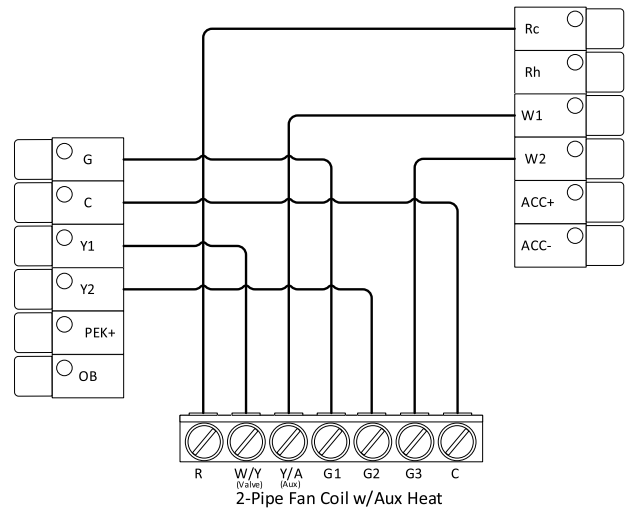 Rc
Rh
W1
W2
ACC+
ACC-
G
C
Y1
Y2
PEK+
OB
R W/Y Y/A G1 G2 G3 C
(Valve) (Aux)
2-Pipe Fan Coil w/Aux Heat